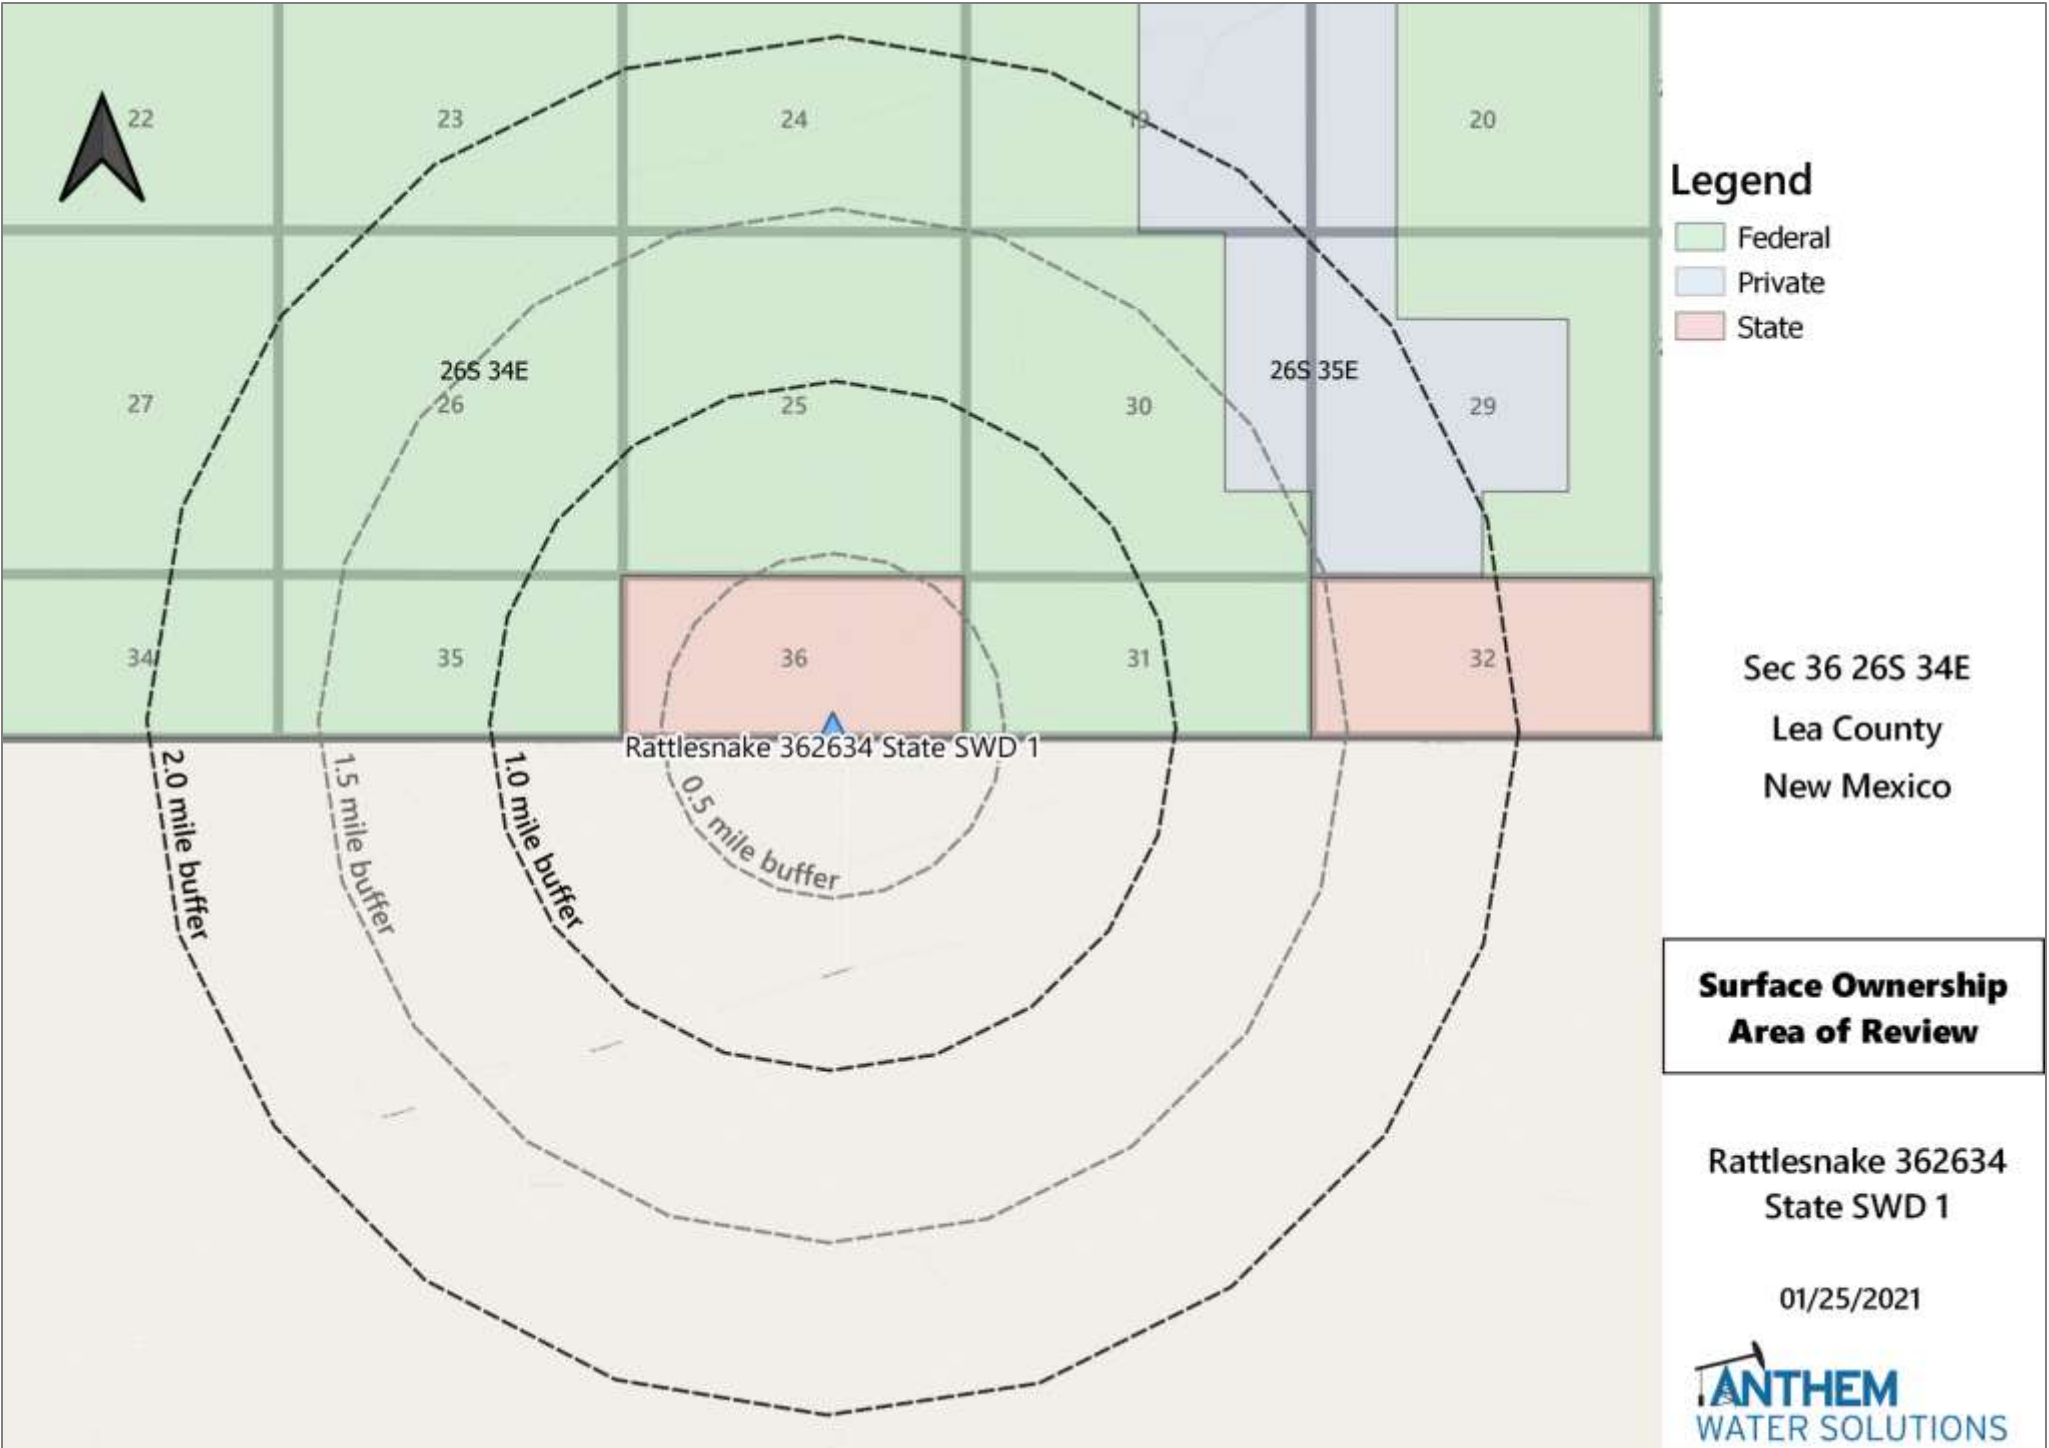 22
23
24
19
20
26S 34E
26S 35E
27
26
25
30
29
34
35
36
31
32
Rattlesnake 362634 State SWD 1
2.0 mile buffer
1.5 mile buffer
1.0 mile buffer
0.5 mile buffer
Legend
Federal
Private
State
Sec 36 26S 34E
Lea County
New Mexico
Surface Ownership
Area of Review
Rattlesnake 362634
State SWD 1
01/25/2021
ANTHEM
WATER SOLUTIONS